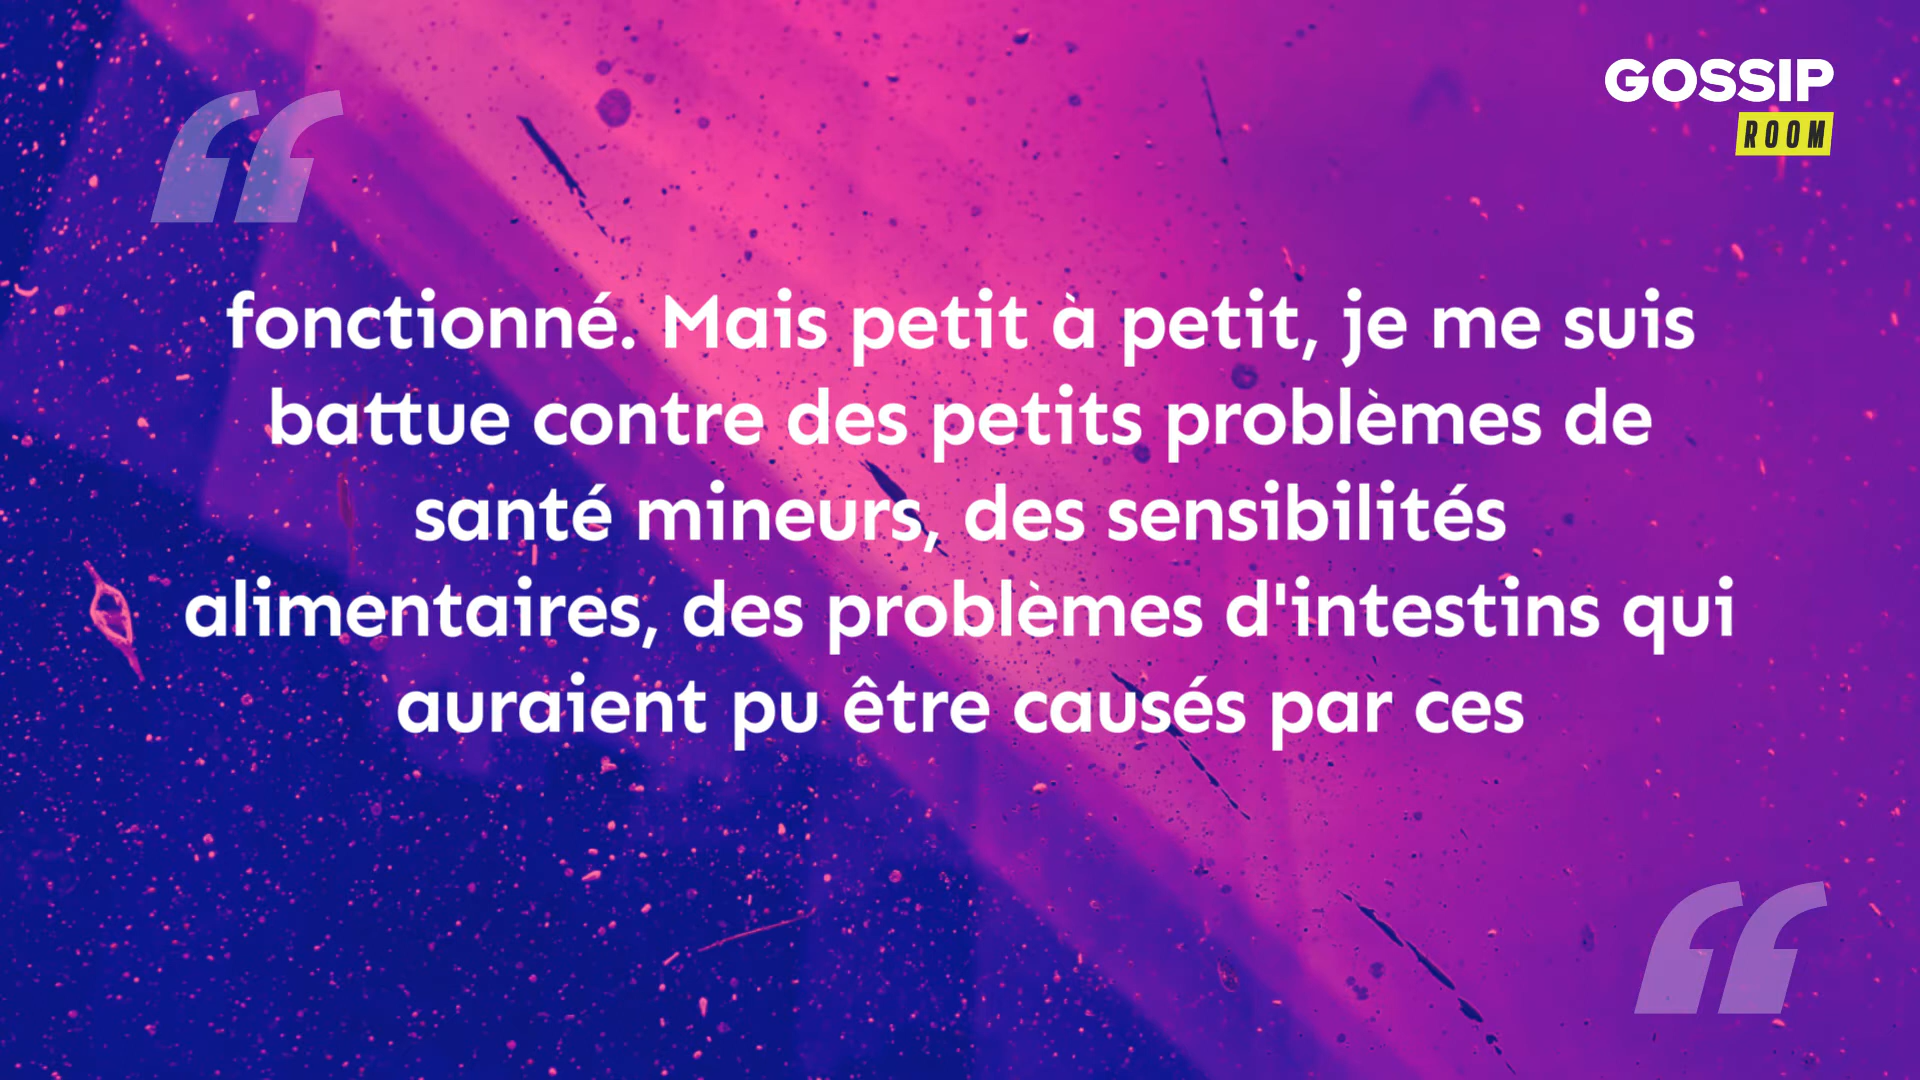 GOSSIP
ROOM
fonctionné. Mais petit à petit, je me suis
battue contre des petits problèmes de
santé mineurs, des sensibilités
alimentaires, des problèmes d'intestins qui
auraient pu être causés par ces